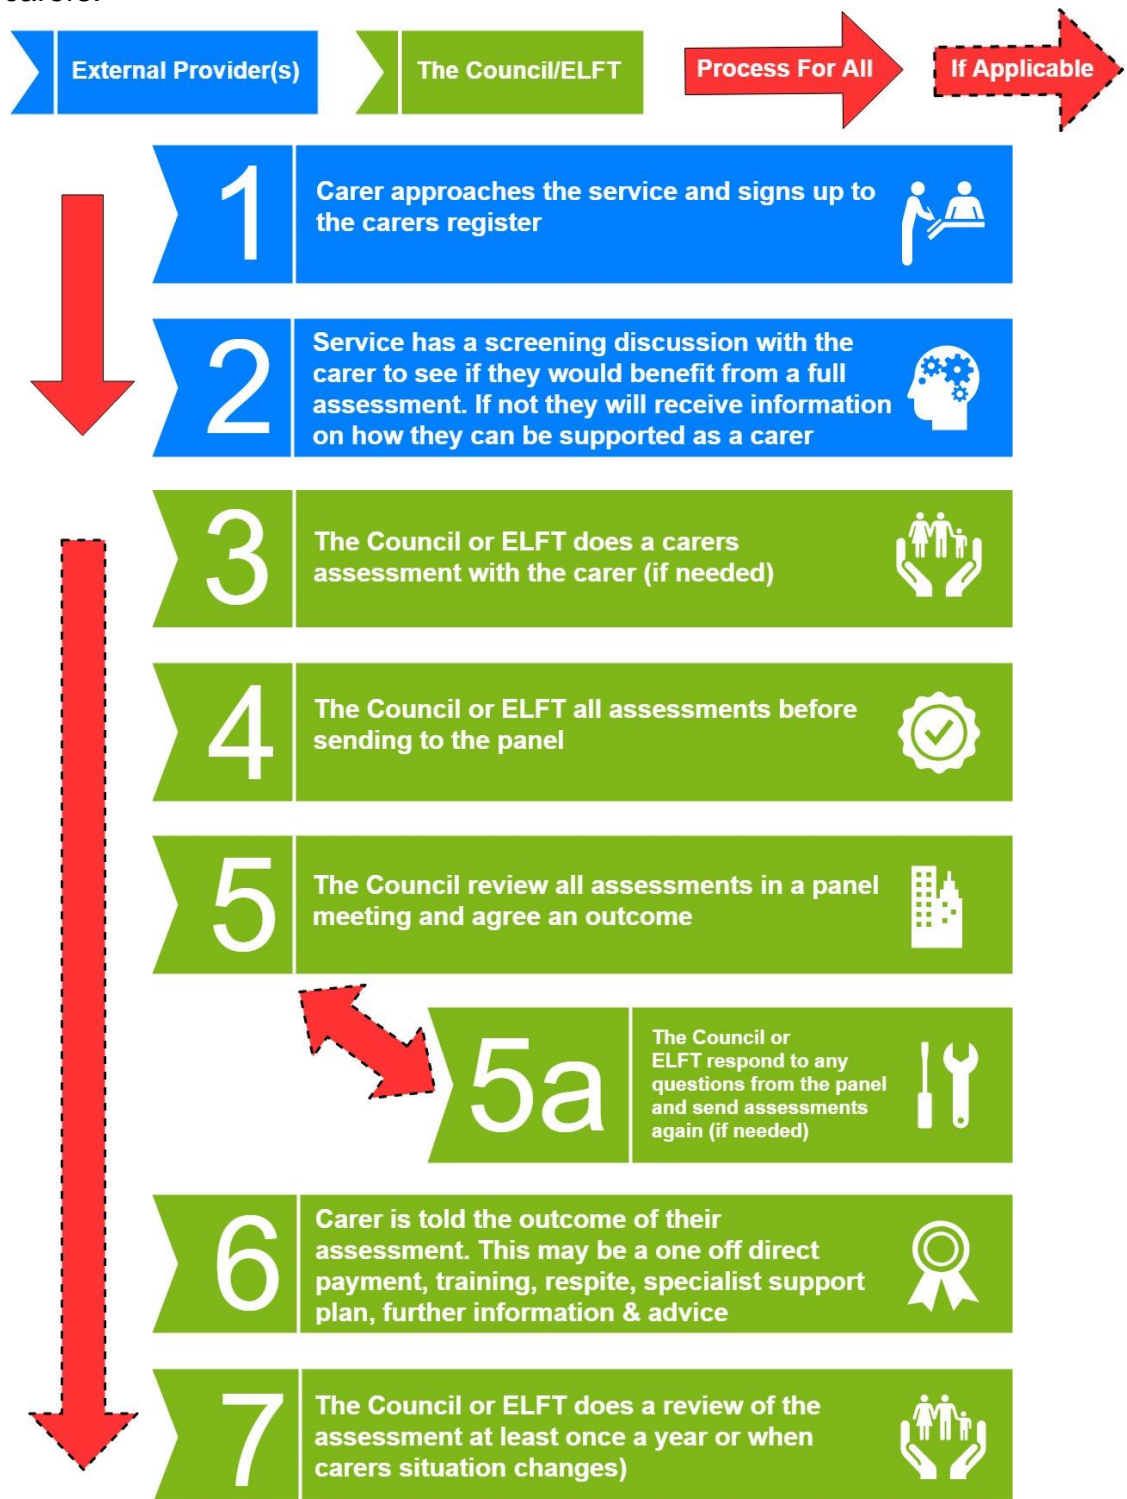 carers.
External Provider(s)
The Council/ELFT
Process For All
If Applicable
1
Carer approaches the service and signs up to
the carers register
2
Service has a screening discussion with the
carer to see if they would benefit from a full
assessment. If not they will receive information
on how they can be supported as a carer
3
The Council or ELFT does a carers
assessment with the carer (if needed)
4
The Council or ELFT all assessments before
sending to the panel
5
The Council review all assessments in a panel
meeting and agree an outcome
5a
The Council or
ELFT respond to any
questions from the panel
and send assessments
again (if needed)
6
Carer is told the outcome of their
assessment. This may be a one off direct
payment, training, respite, specialist support
plan, further information & advice
7
The Council or ELFT does a review of the
assessment at least once a year or when
carers situation changes)